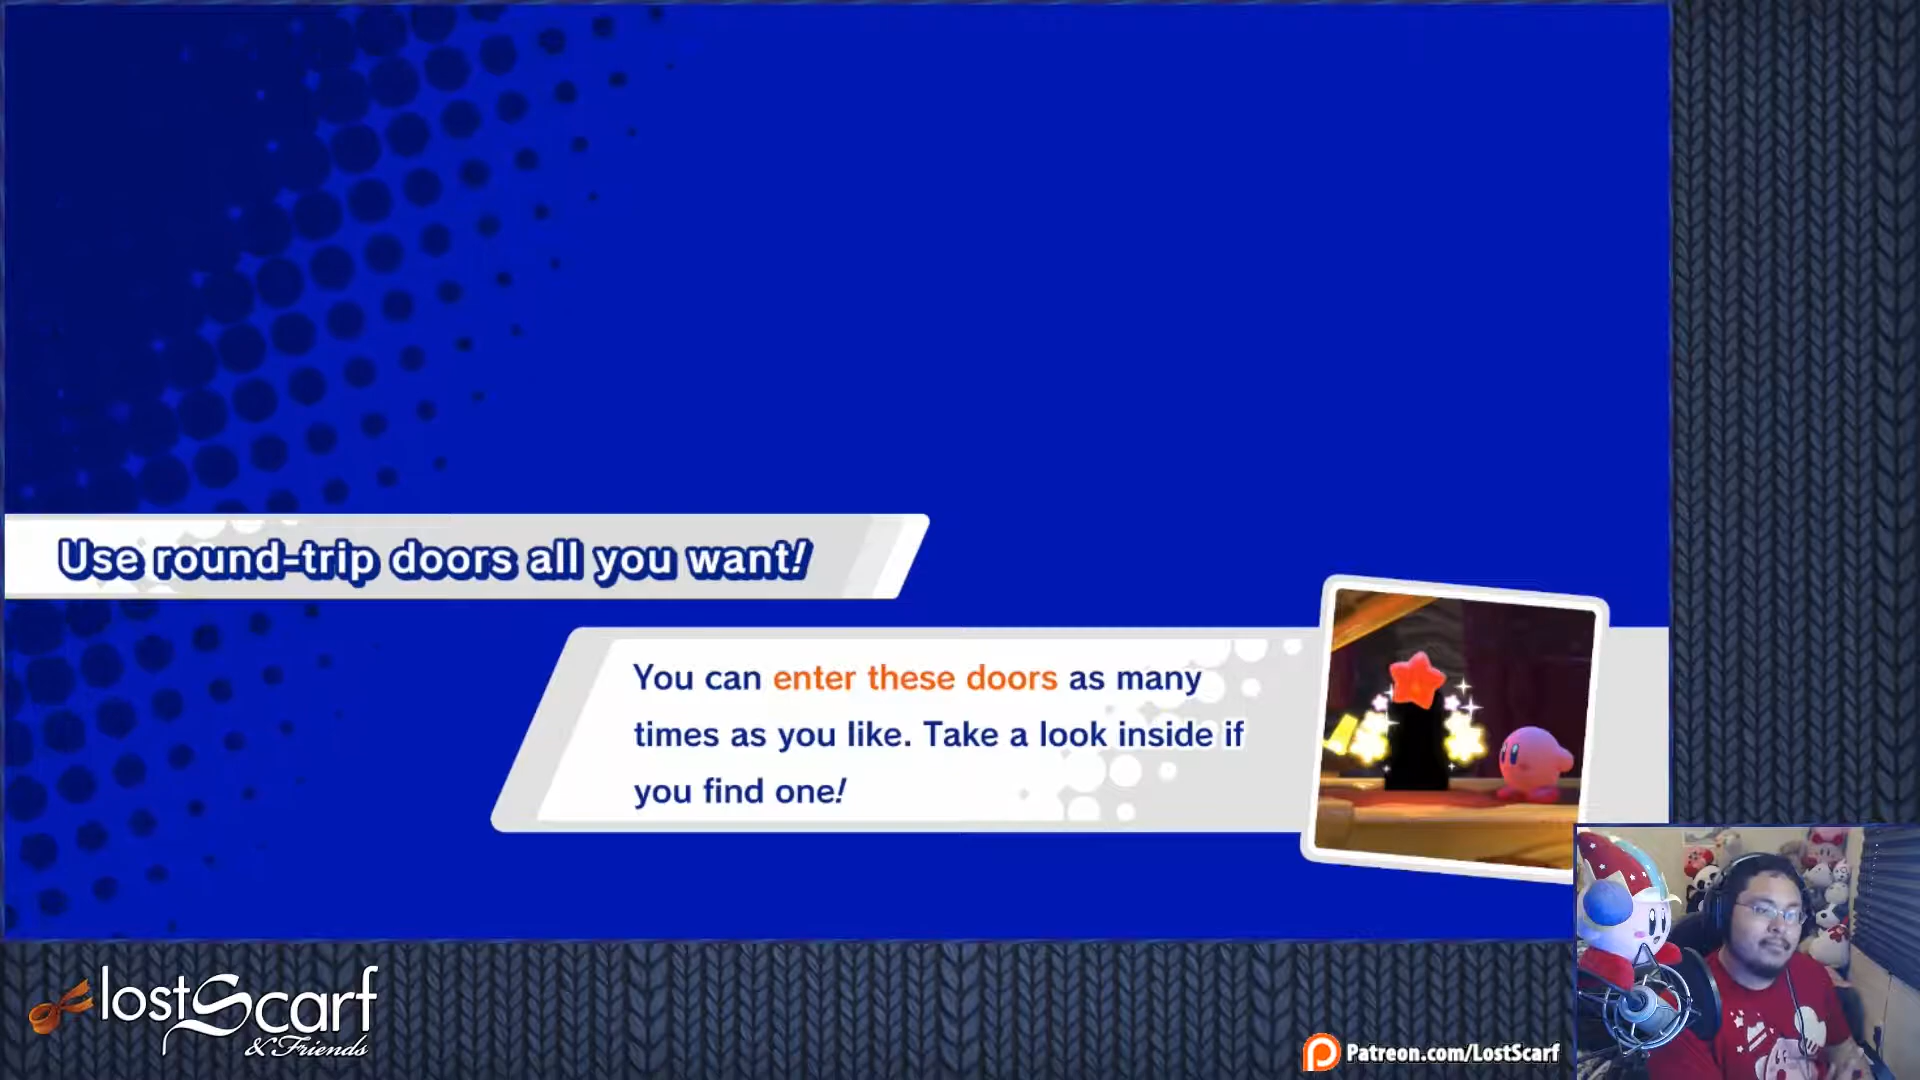 Use round-trip doors all you want!
You can enter these doors as many
times as you like. Take a look inside if
you find one!
lostScarf
& Friends
Patreon.com/LostScarf